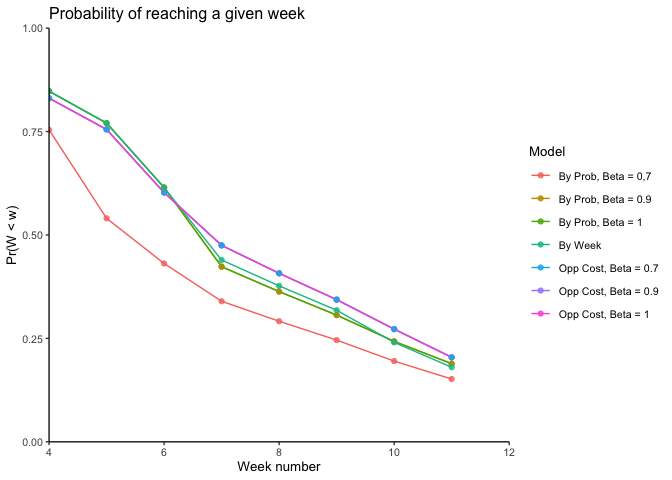 Probability of reaching a given week
1.00
0.75
0.50
0.25
0.00
Pr(W < w)
4
6
8
10
12
Week number
Model
By Prob, Beta = 0,7
By Prob, Beta = 0.9
By Prob, Beta = 1
By Week
Opp Cost, Beta = 0.7
Opp Cost, Beta = 0.9
Opp Cost, Beta = 1